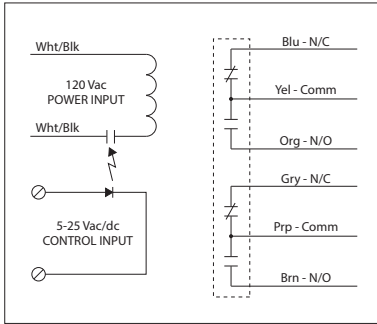 Wht/Blk
120 Vac
POWER INPUT
Wht/Blk
5-25 Vac/dc
CONTROL INPUT
Blu - N/C
Yel - Comm
Org - N/O
Gry - N/C
Prp - Comm
Brn - N/O